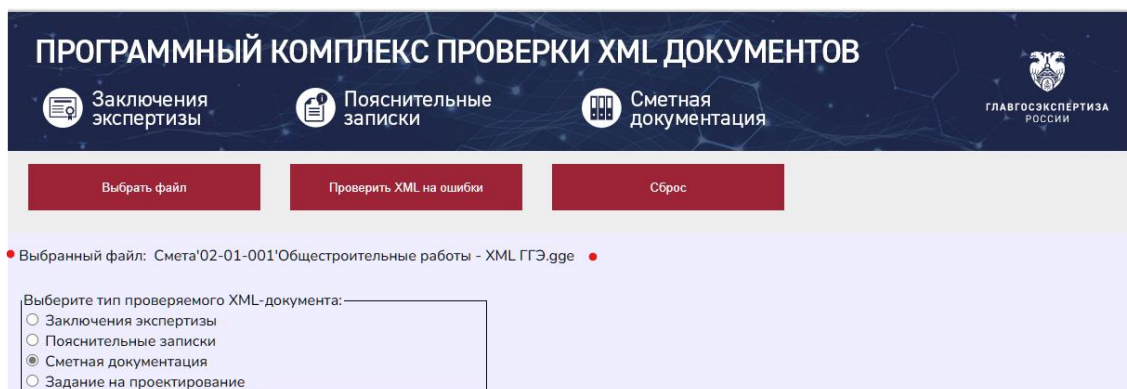 ПРОГРАММНЫЙ КОМПЛЕКС ПРОВЕРКИ XML ДОКУМЕНТОВ
Заключения
экспертизы
Пояснительные
записки
Сметная
документация
ГЛАВГОСЭКСПЕРТИЗА
РОССИИ
Выбрать файл
Проверить XML на ошибки
Сброс
Выбранный файл: Смета'02-01-001'Общестроительные работы - XML ГГЭ.gge
Выберите тип проверяемого XML-документа:
Заключения экспертизы
Пояснительные записки
Сметная документация
Задание на проектирование